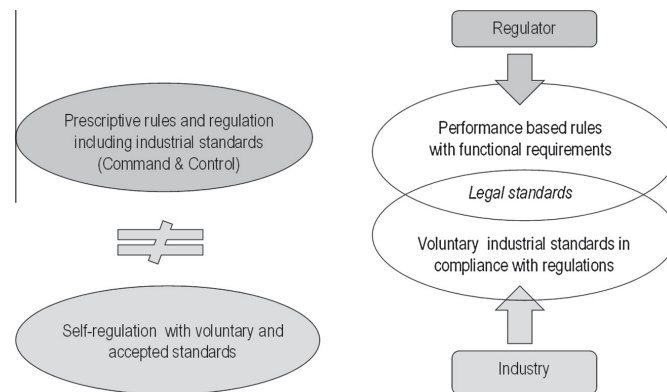 Prescriptive rules and regulation
including industrial standards
(Command & Control)
Self-regulation with voluntary and
accepted standards
Regulator
Performance based rules
with functional requirements
Legal standards
Voluntary industrial standards in
compliance with regulations
Industry